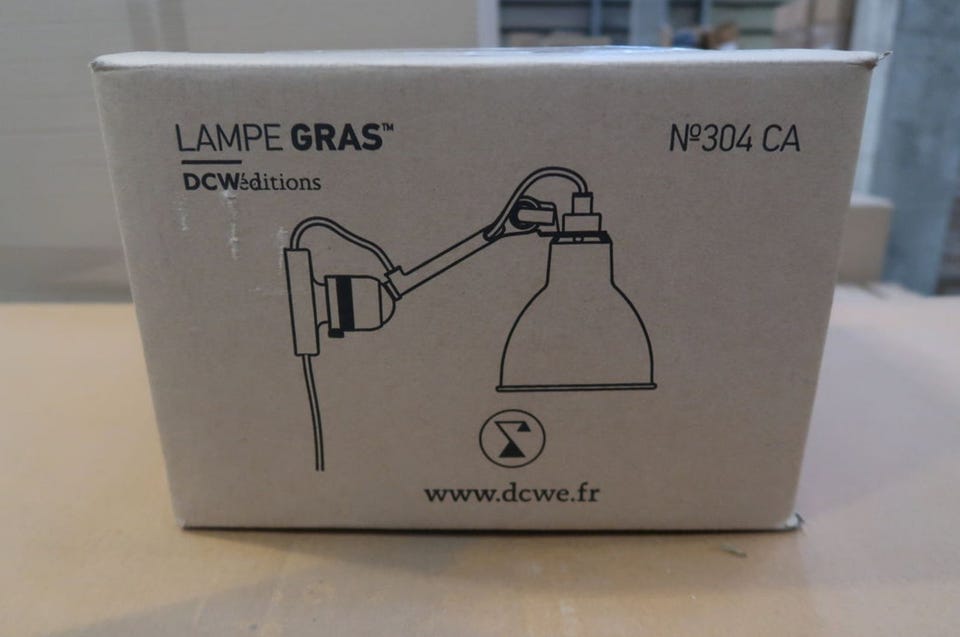 LAMPE GRAS™
Nº304 CA
DCWéditions
www.dcwe.fr